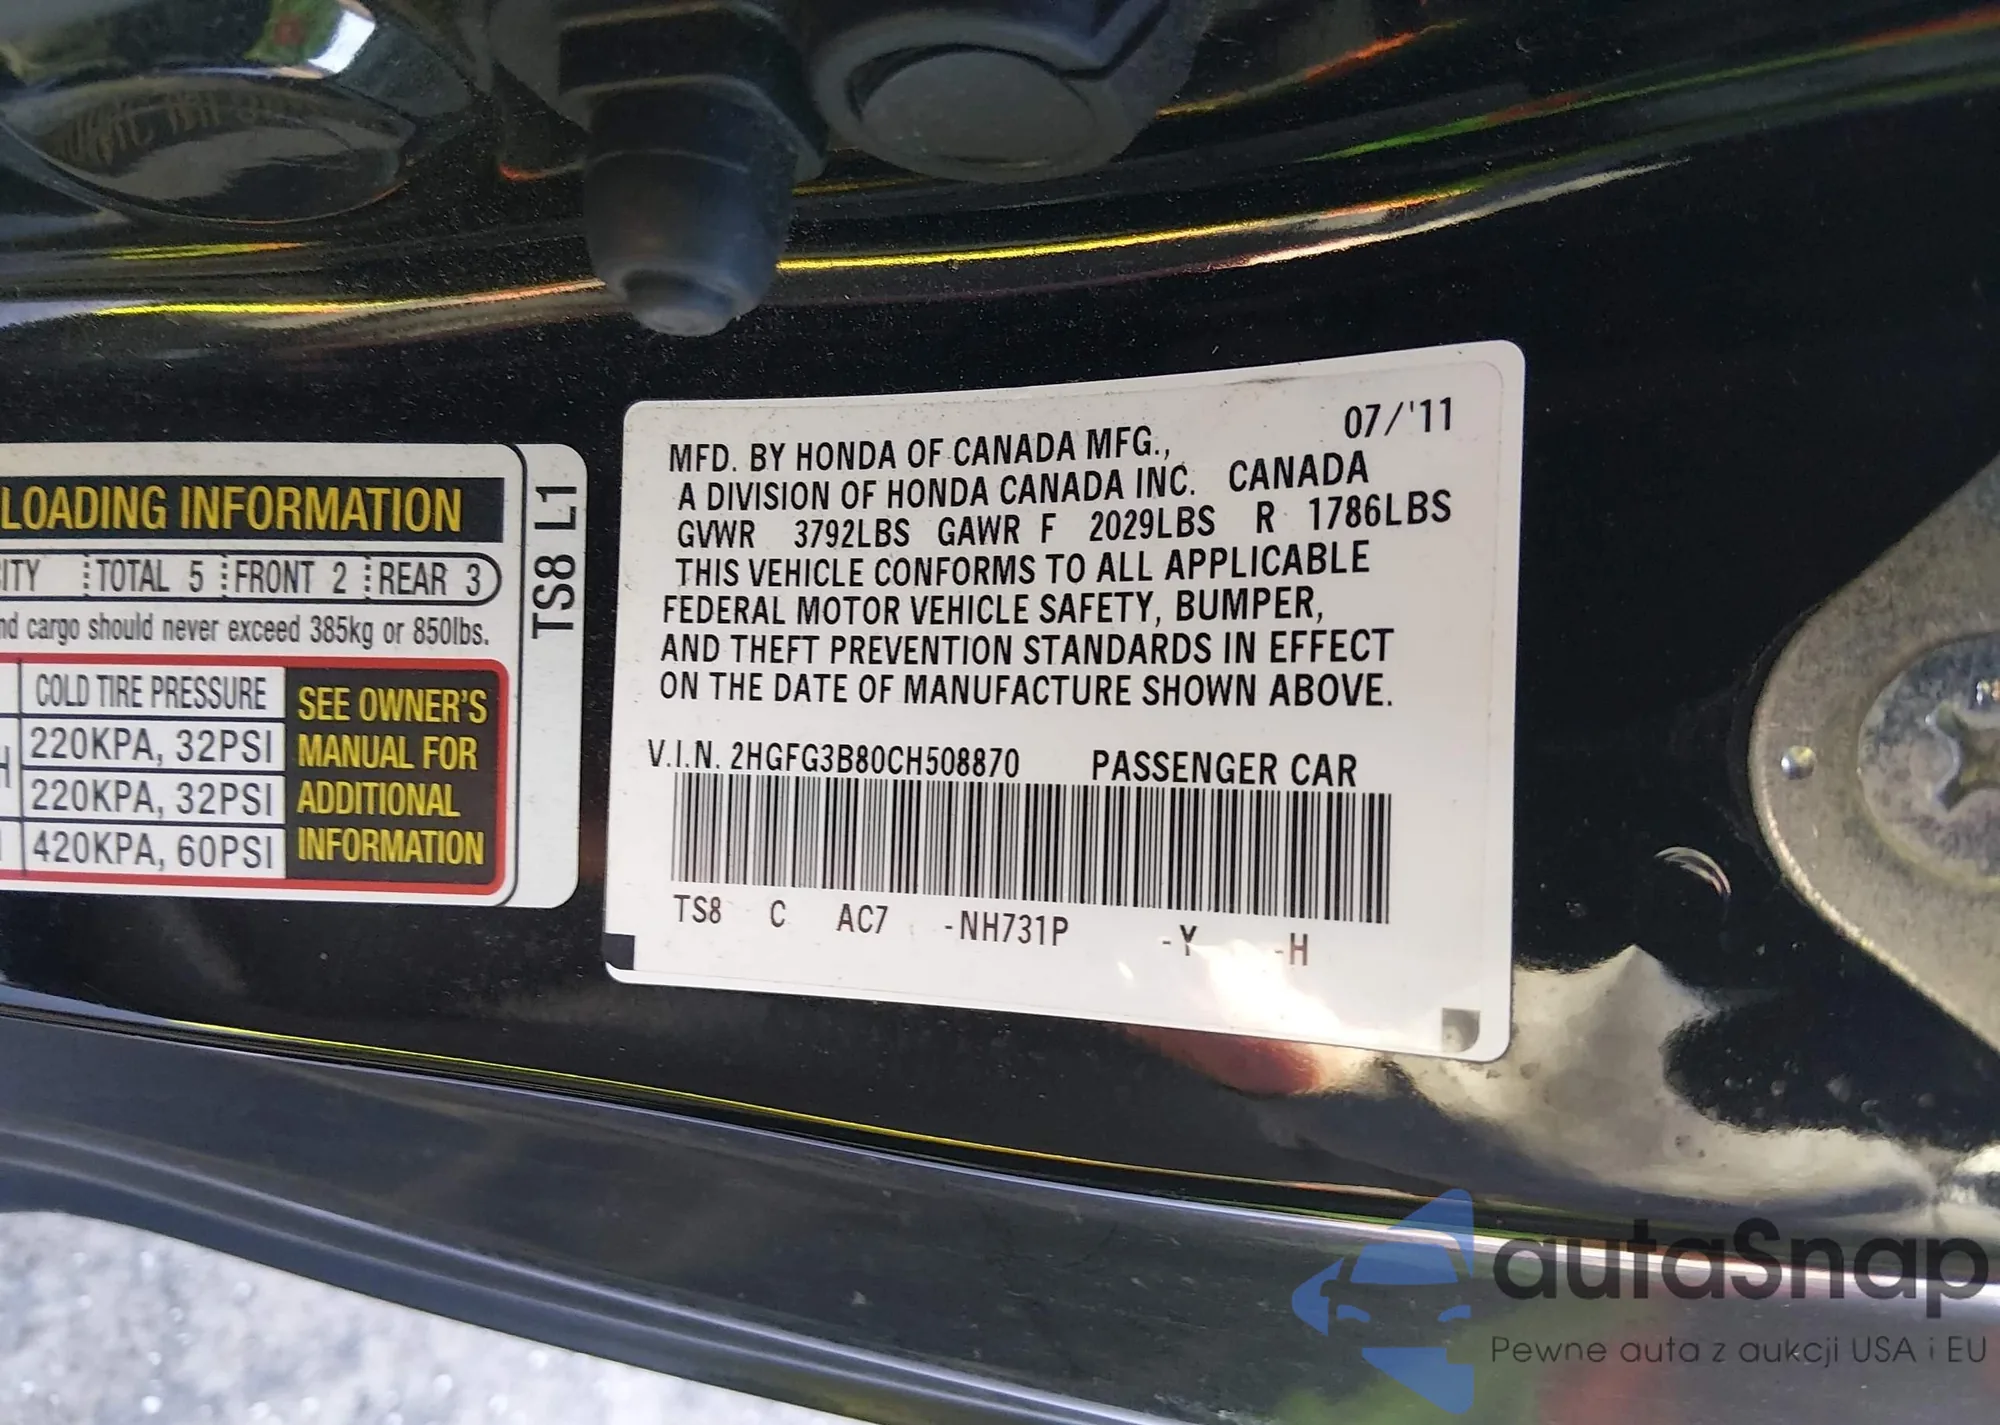 LOADING INFORMATION
TOTAL 5 FRONT 2 REAR 3
cargo should never exceed 385kg or 850lbs.
COLD TIRE PRESSURE
220KPA, 32PSI
220KPA, 32PSI
420KPA, 60PSI
SEE OWNER'S
MANUAL FOR
ADDITIONAL
INFORMATION
TS8 L1
07/'11
MFD. BY HONDA OF CANADA MFG.,
A DIVISION OF HONDA CANADA INC. CANADA
GVWR 3792LBS GAWR F 2029LBS R 1786LBS
THIS VEHICLE CONFORMS TO ALL APPLICABLE
FEDERAL MOTOR VEHICLE SAFETY, BUMPER,
AND THEFT PREVENTION STANDARDS IN EFFECT
ON THE DATE OF MANUFACTURE SHOWN ABOVE.
V.I.N. 2HGFG3B80CH508870 PASSENGER CAR
TS8 C AC7 -NH731P -Y -H
autaSnap
Pewne auta z aukcji USA i EU